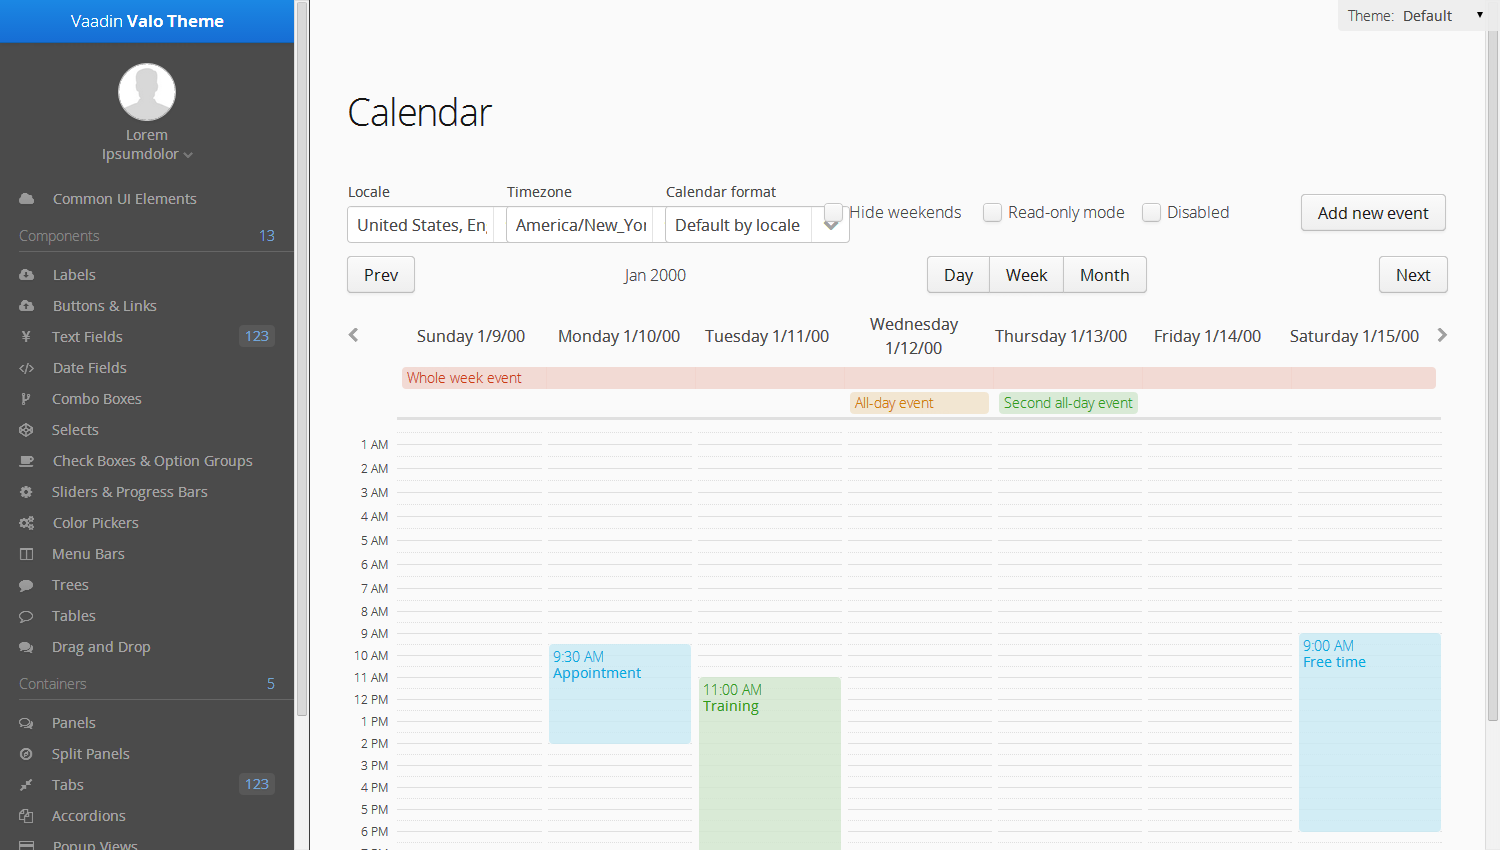 Vaadin Valo Theme
Lorem
Ipsumdolor
Common UI Elements
Components 13
Labels
Buttons & Links
Text Fields 123
Date Fields
Combo Boxes
Selects
Check Boxes & Option Groups
Sliders & Progress Bars
Color Pickers
Menu Bars
Trees
Tables
Drag and Drop
Containers 5
Panels
Split Panels
Tabs 123
Accordions
Popup Views
Theme: Default
Calendar
Locale Timezone Calendar format
United States, En America/New_Yor Default by locale Hide weekends Read-only mode Disabled Add new event
Prev Jan 2000 Day Week Month Next
Sunday 1/9/00 Monday 1/10/00 Tuesday 1/11/00 Wednesday 1/12/00 Thursday 1/13/00 Friday 1/14/00 Saturday 1/15/00
Whole week event
All-day event Second all-day event
1 AM
2 AM
3 AM
4 AM
5 AM
6 AM
7 AM
8 AM
9 AM
10 AM
11 AM
12 PM
1 PM
2 PM
3 PM
4 PM
5 PM
6 PM
9:30 AM
Appointment
11:00 AM
Training
9:00 AM
Free time